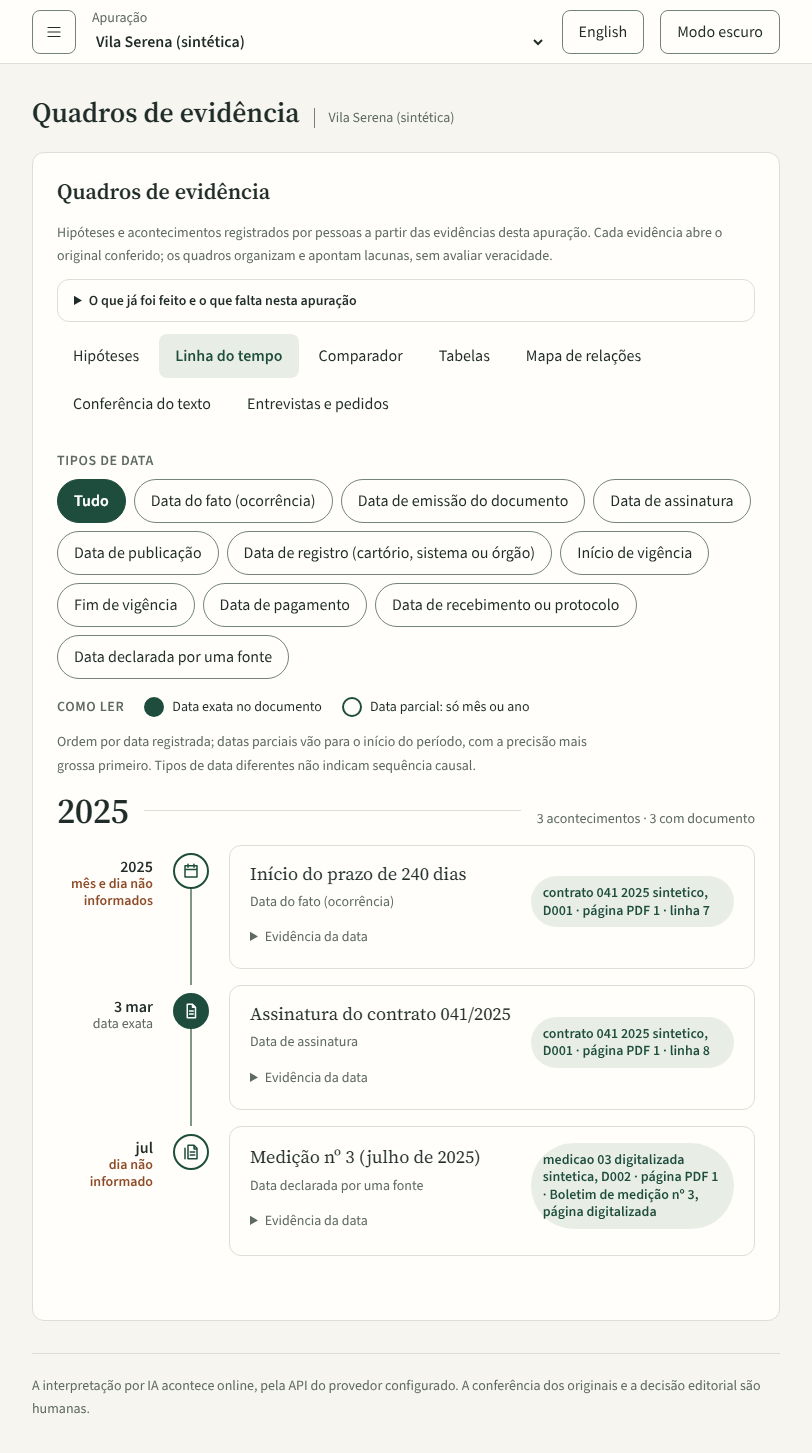 Apuração
Vila Serena (sintética)
English
Modo escuro
Quadros de evidência
Vila Serena (sintética)
Quadros de evidência
Hipóteses e acontecimentos registrados por pessoas a partir das evidências desta apuração. Cada evidência abre o
original conferido; os quadros organizam e apontam lacunas, sem avaliar veracidade.
O que já foi feito e o que falta nesta apuração
Hipóteses
Linha do tempo
Comparador
Tabelas
Mapa de relações
Conferência do texto
Entrevistas e pedidos
TIPOS DE DATA
Tudo
Data do fato (ocorrência)
Data de emissão do documento
Data de assinatura
Data de publicação
Data de registro (cartório, sistema ou órgão)
Início de vigência
Fim de vigência
Data de pagamento
Data de recebimento ou protocolo
Data declarada por uma fonte
COMO LER
Data exata no documento
Data parcial: só mês ou ano
Ordem por data registrada; datas parciais vão para o início do período, com a precisão mais
grossa primeiro. Tipos de data diferentes não indicam sequência causal.
2025
3 acontecimentos · 3 com documento
2025
mês e dia não
informados
Início do prazo de 240 dias
Data do fato (ocorrência)
Evidência da data
contrato 041 2025 sintetico,
D001 · página PDF 1 · linha 7
3 mar
data exata
Assinatura do contrato 041/2025
Data de assinatura
Evidência da data
contrato 041 2025 sintetico,
D001 · página PDF 1 · linha 8
jul
dia não
informado
Medição nº 3 (julho de 2025)
Data declarada por uma fonte
Evidência da data
medicao 03 digitalizada
sintetica, D002 · página PDF 1
· Boletim de medição nº 3,
página digitalizada
A interpretação por IA acontece online, pela API do provedor configurado. A conferência dos originais e a decisão editorial são
humanas.